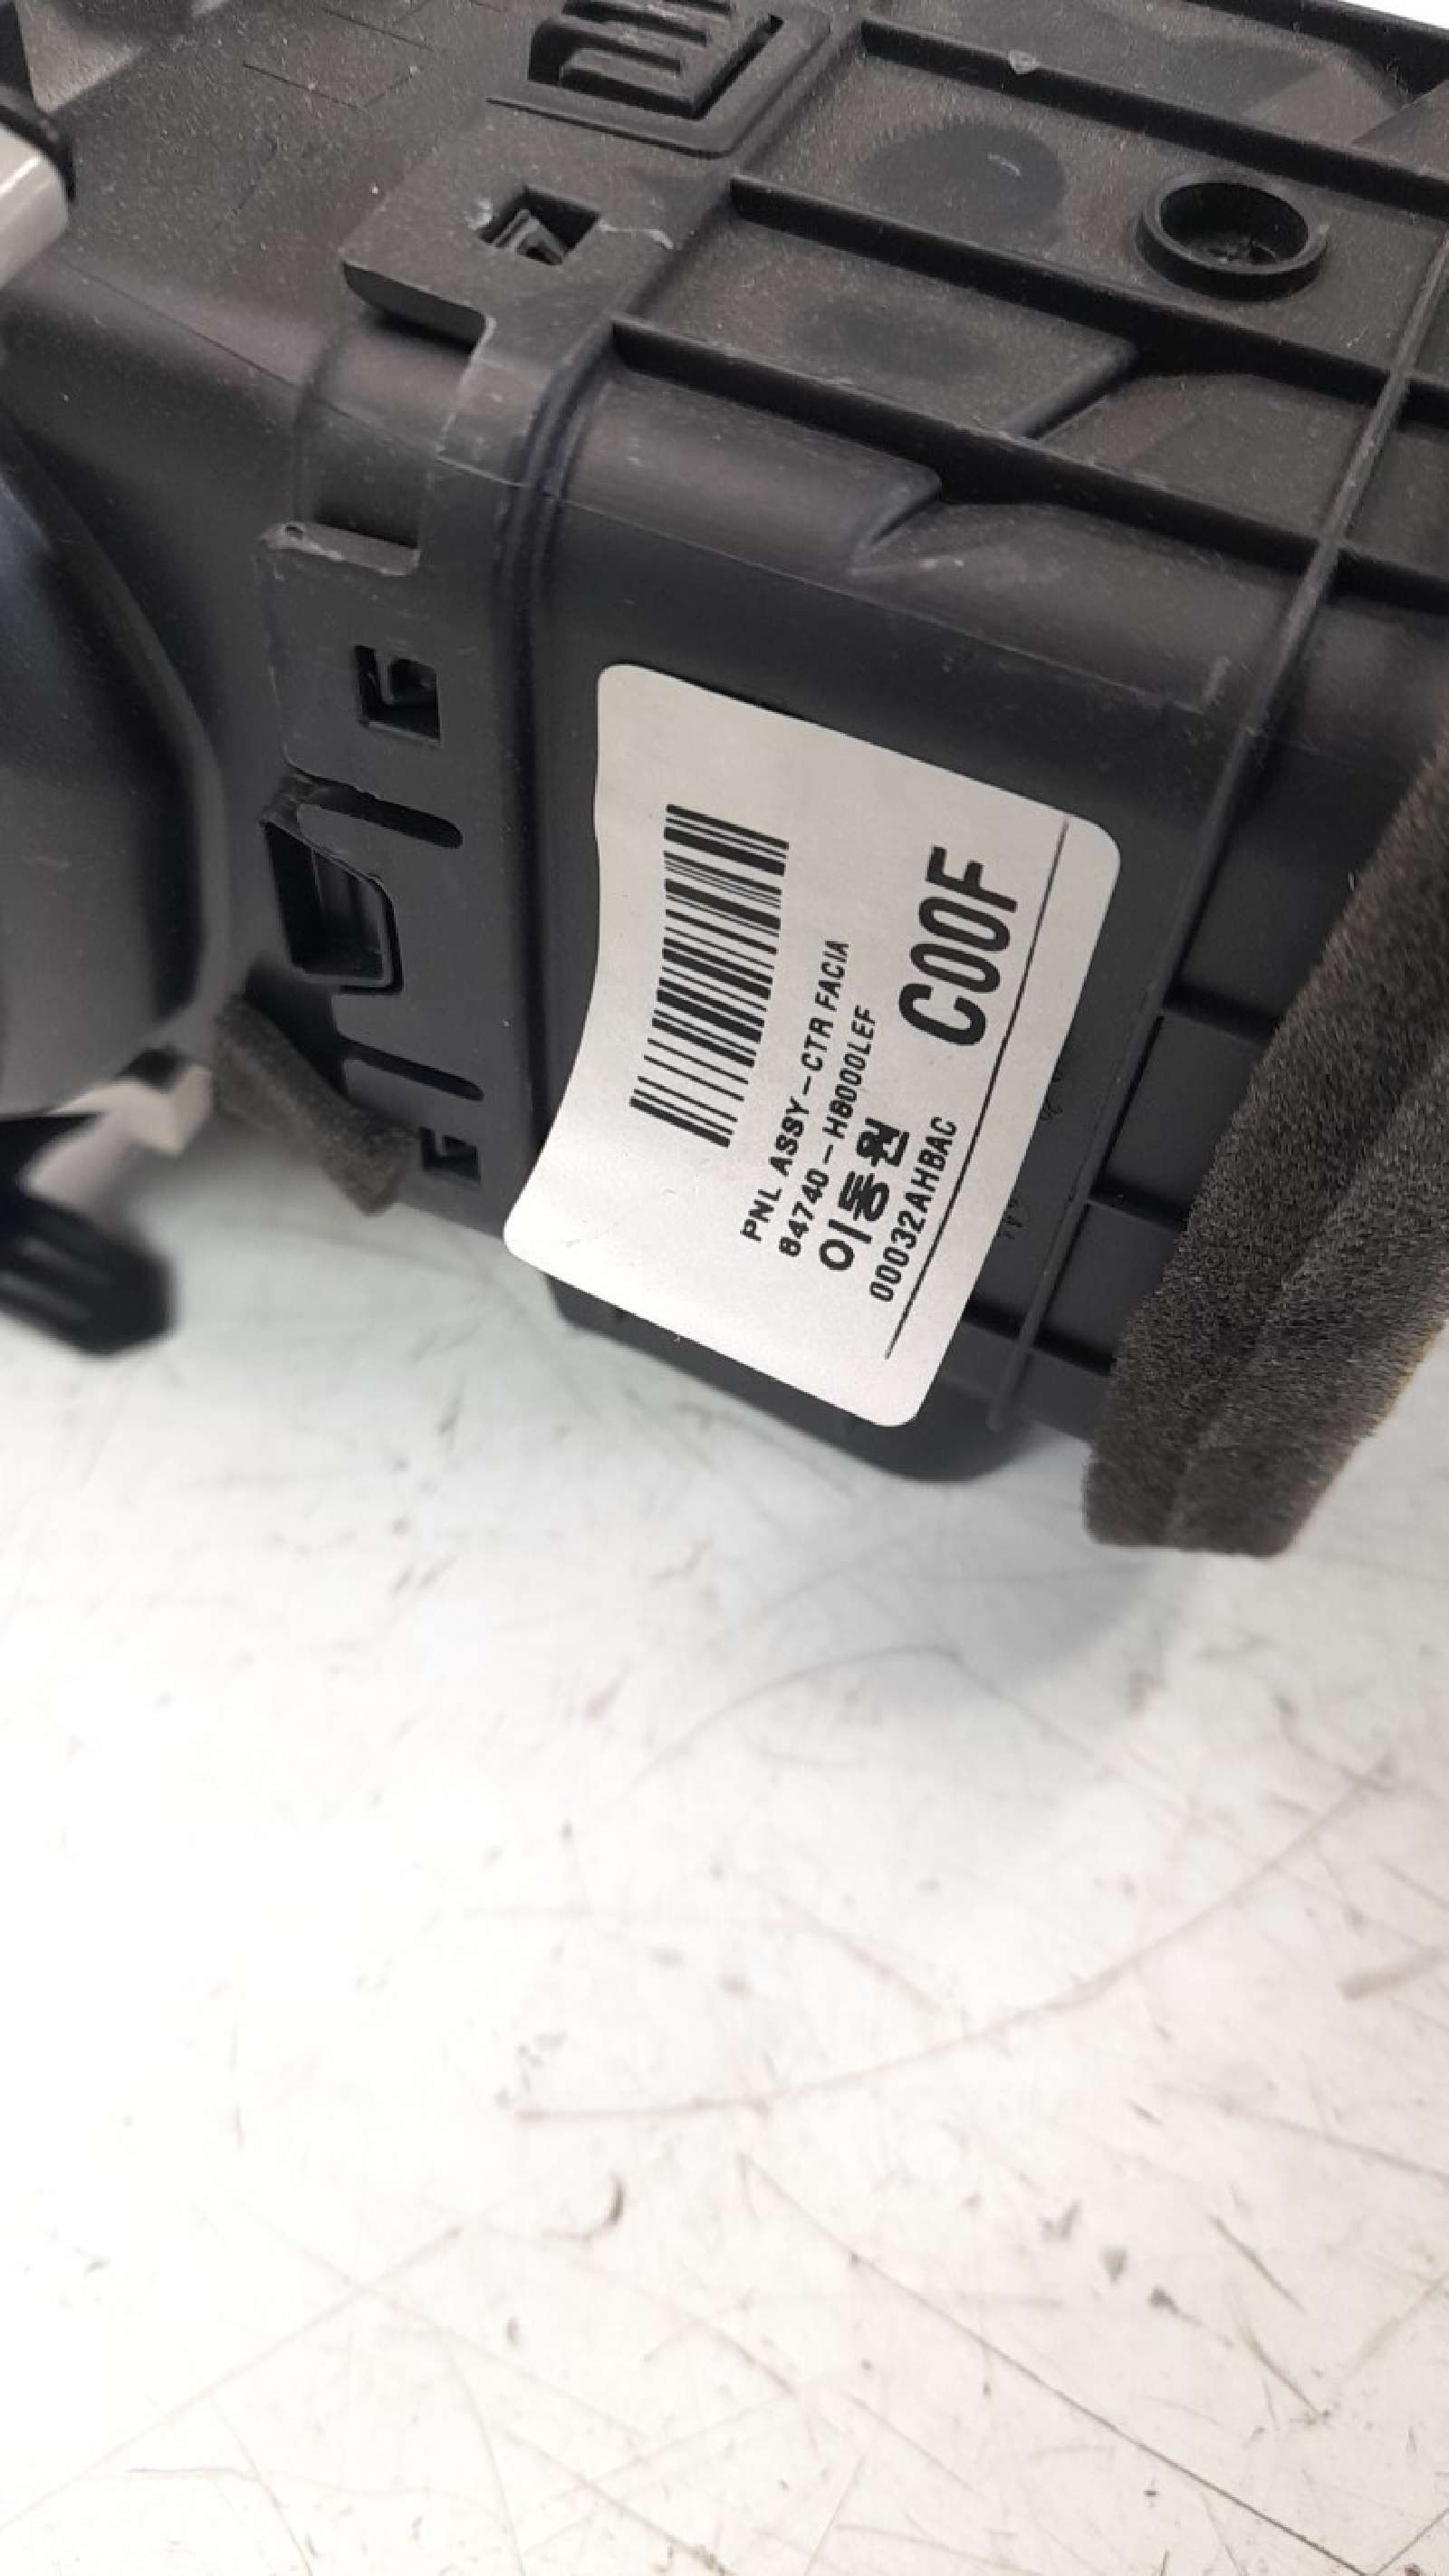 PNL ASSY-CTR FACIA
84740-H8000LEF
이동원
00032AHBAC
C00F